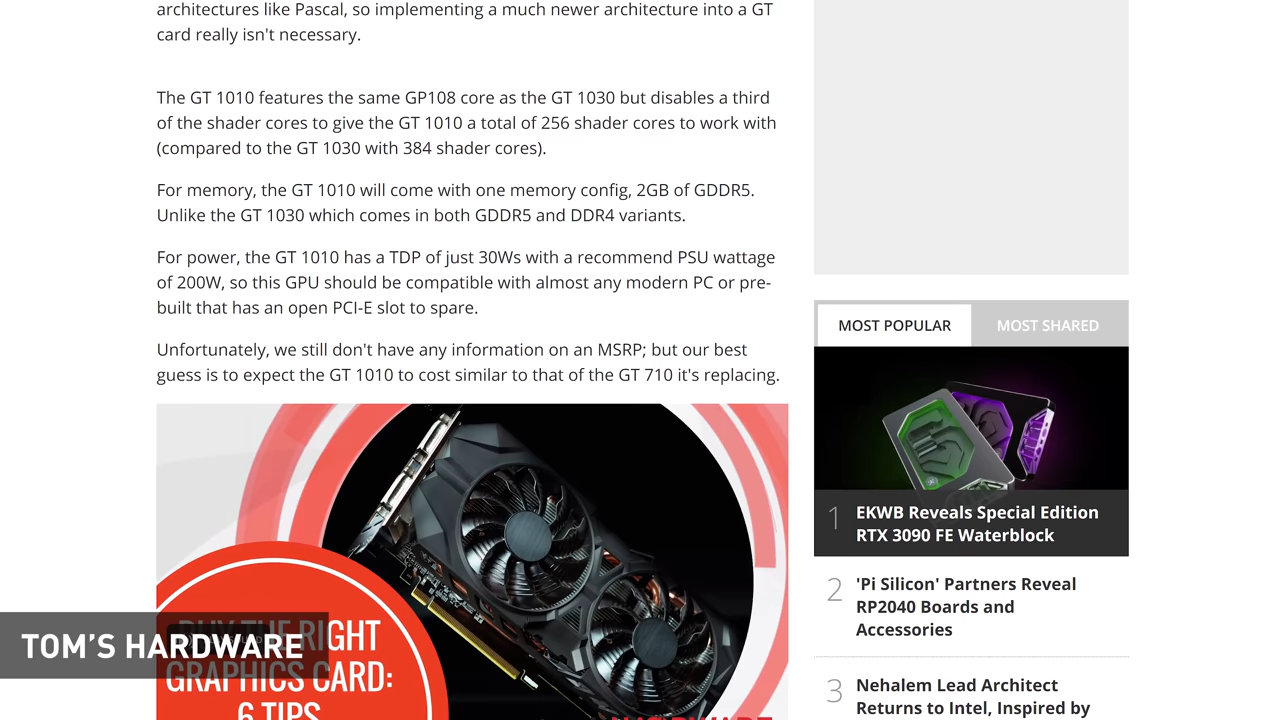 architectures like Pascal, so implementing a much newer architecture into a GT
card really isn't necessary.
The GT 1010 features the same GP108 core as the GT 1030 but disables a third
of the shader cores to give the GT 1010 a total of 256 shader cores to work with
(compared to the GT 1030 with 384 shader cores).
For memory, the GT 1010 will come with one memory config, 2GB of GDDR5.
Unlike the GT 1030 which comes in both GDDR5 and DDR4 variants.
For power, the GT 1010 has a TDP of just 30Ws with a recommend PSU wattage
of 200W, so this GPU should be compatible with almost any modern PC or pre-
built that has an open PCI-E slot to spare.
Unfortunately, we still don't have any information on an MSRP; but our best
guess is to expect the GT 1010 to cost similar to that of the GT 710 it's replacing.
BUY THE RIGHT
GRAPHICS CARD:
6 TIPS
TOM'S HARDWARE
MOST POPULAR
MOST SHARED
1
EKWB Reveals Special Edition
RTX 3090 FE Waterblock
2
'Pi Silicon' Partners Reveal
RP2040 Boards and
Accessories
3
Nehalem Lead Architect
Returns to Intel, Inspired by